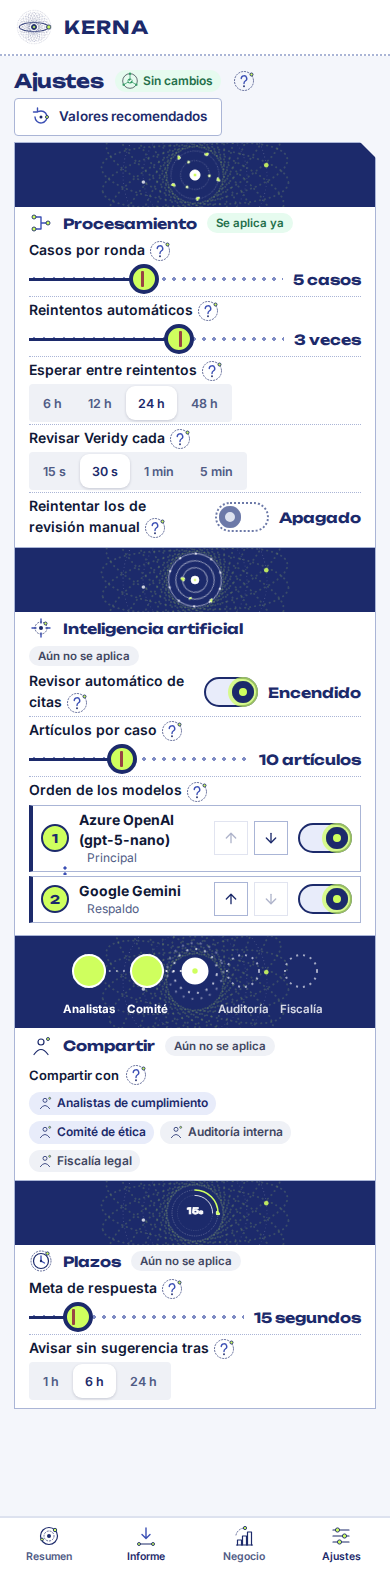 KERNA
Ajustes
Sin cambios
?
Valores recomendados
Procesamiento
Se aplica ya
Casos por ronda ?
5 casos
Reintentos automáticos ?
3 veces
Esperar entre reintentos ?
6 h 12 h 24 h 48 h
Revisar Veridy cada ?
15 s 30 s 1 min 5 min
Reintentar los de
revisión manual ?
Apagado
Inteligencia artificial
Aún no se aplica
Revisor automático de
citas ?
Encendido
Artículos por caso ?
10 artículos
Orden de los modelos ?
1
Azure OpenAI
(gpt-5-nano)
Principal
2
Google Gemini
Respaldo
Analistas Comité Auditoría Fiscalía
Compartir
Aún no se aplica
Compartir con ?
Analistas de cumplimiento
Comité de ética
Auditoría interna
Fiscalía legal
15s
Plazos
Aún no se aplica
Meta de respuesta ?
15 segundos
Avisar sin sugerencia tras ?
1 h 6 h 24 h
Resumen Informe Negocio Ajustes